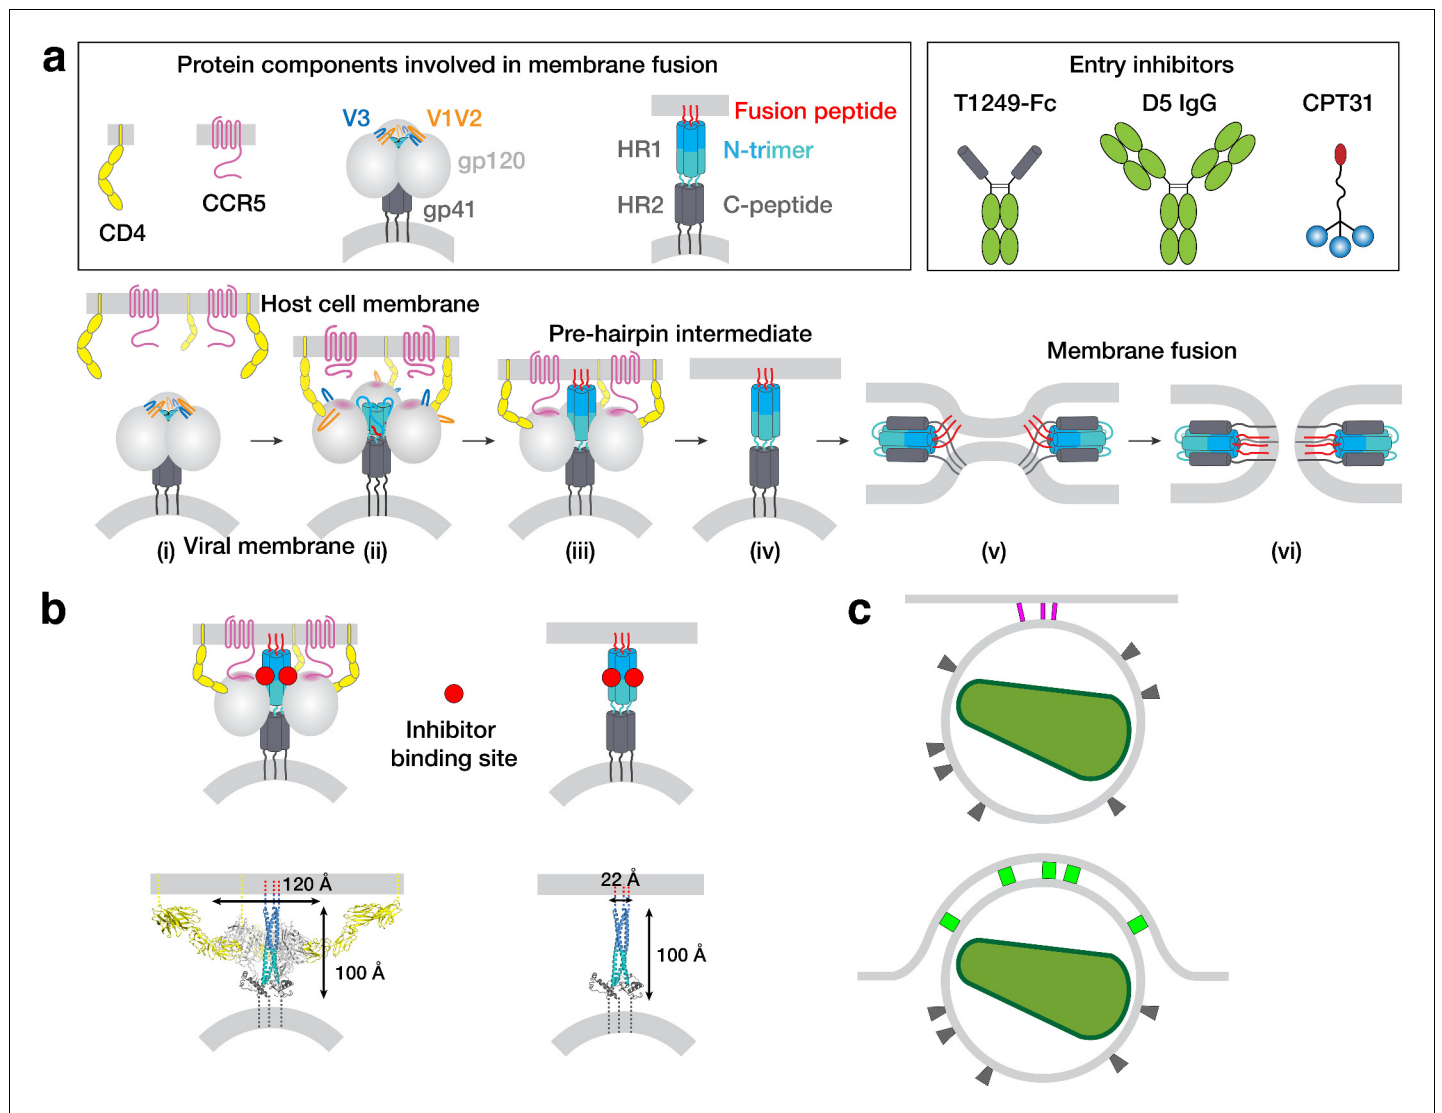 a
Protein components involved in membrane fusion
V3
V1V2
gp120
gp41
CD4
CCR5
Fusion peptide
HR1
N-trimer
HR2
C-peptide
Entry inhibitors
T1249-Fc
D5 IgG
CPT31
Host cell membrane
Pre-hairpin intermediate
Membrane fusion
Viral membrane
(i)
(ii)
(iii)
(iv)
(v)
(vi)
b
Inhibitor
binding site
120 Å
100 Å
22 Å
100 Å
c